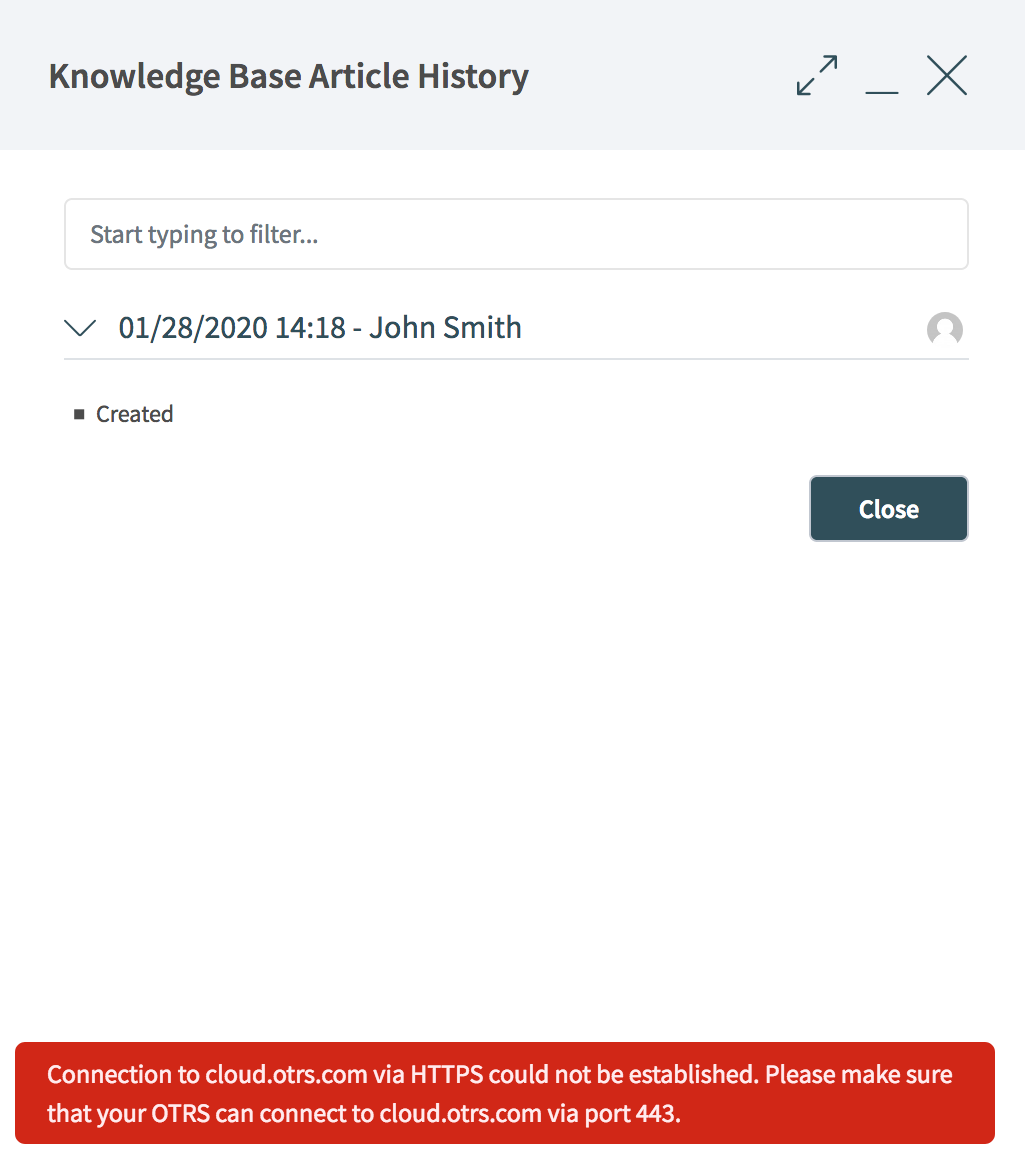 Knowledge Base Article History
Start typing to filter...
01/28/2020 14:18 - John Smith
Created
Close
Connection to cloud.otrs.com via HTTPS could not be established. Please make sure
that your OTRS can connect to cloud.otrs.com via port 443.